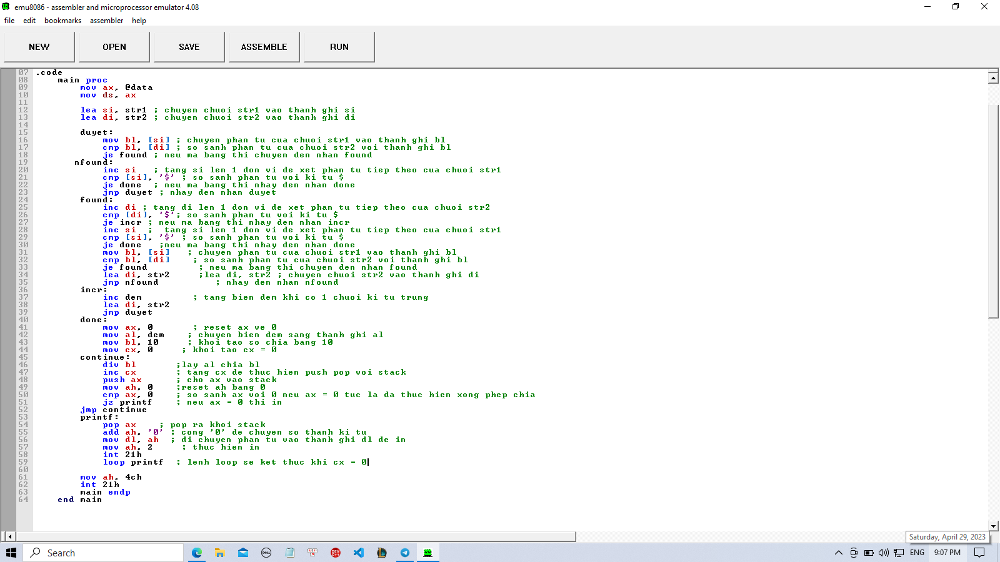 emu8086 - assembler and microprocessor emulator 4.08
file edit bookmarks assembler help
NEW OPEN SAVE ASSEMBLE RUN
07 .code
08 main proc
09 mov ax, @data
10 mov ds, ax
11
12 lea si, str1 ; chuyen chuoi str1 vao thanh ghi si
13 lea di, str2 ; chuyen chuoi str2 vao thanh ghi di
14
15 duyet:
16 mov bl, [si] ; chuyen phan tu cua chuoi str1 vao thanh ghi bl
17 cmp bl, [di] ; so sanh phan tu cua chuoi str2 voi thanh ghi bl
18 je found ; neu ma bang thi chuyen den nhan found
19 nfound:
20 inc si ; tang si len 1 don vi de xet phan tu tiep theo cua chuoi str1
21 cmp [si], '$' ; so sanh phan tu voi ki tu $
22 je done ; neu ma bang thi nhay den nhan done
23 jmp duyet ; nhay den nhan duyet
24 found:
25 inc di ; tang di len 1 don vi de xet phan tu tiep theo cua chuoi str2
26 cmp [di], '$'; so sanh phan tu voi ki tu $
27 je incr ; neu ma bang thi nhay den nhan incr
28 inc si ; tang si len 1 don vi de xet phan tu tiep theo cua chuoi str1
29 cmp [si], '$' ; so sanh phan tu voi ki tu $
30 je done ;neu ma bang thi nhay den nhan done
31 mov bl, [si] ; chuyen phan tu cua chuoi str1 vao thanh ghi bl
32 cmp bl, [di] ; so sanh phan tu cua chuoi str2 voi thanh ghi bl
33 je found ; neu ma bang thi chuyen den nhan found
34 lea di, str2 ;lea di, str2 ; chuyen chuoi str2 vao thanh ghi di
35 jmp nfound ; nhay den nhan nfound
36 incr:
37 inc dem ; tang bien dem khi co 1 chuoi ki tu trung
38 lea di, str2
39 jmp duyet
40 done:
41 mov ax, 0 ; reset ax ve 0
42 mov al, dem ; chuyen bien dem sang thanh ghi al
43 mov bl, 10 ; khoi tao so chia bang 10
44 mov cx, 0 ; khoi tao cx = 0
45 continue:
46 div bl ;lay al chia bl
47 inc cx ; tang cx de thuc hien push pop voi stack
48 push ax ; cho ax vao stack
49 mov ah, 0 ;reset ah bang 0
50 cmp ax, 0 ; so sanh ax voi 0 neu ax = 0 tuc la da thuc hien xong phep chia
51 jz printf ; neu ax = 0 thi in
52 jmp continue
53 printf:
54 pop ax ; pop ra khoi stack
55 add ah, '0' ; cong '0' de chuyen so thanh ki tu
56 mov dl, ah ; di chuyen phan tu vao thanh ghi dl de in
57 mov ah, 2 ; thuc hien in
58 int 21h
59 loop printf ; lenh loop se ket thuc khi cx = 0
60
61 mov ah, 4ch
62 int 21h
63 main endp
64 end main
Saturday, April 29, 2023
Search
ENG 9:07 PM